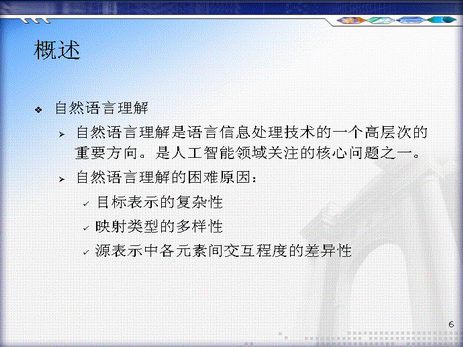 概述
自然语言理解
自然语言理解是语言信息处理技术的一个高层次的
重要方向。是人工智能领域关注的核心问题之一。
自然语言理解的困难原因：
目标表示的复杂性
映射类型的多样性
源表示中各元素间交互程度的差异性
6